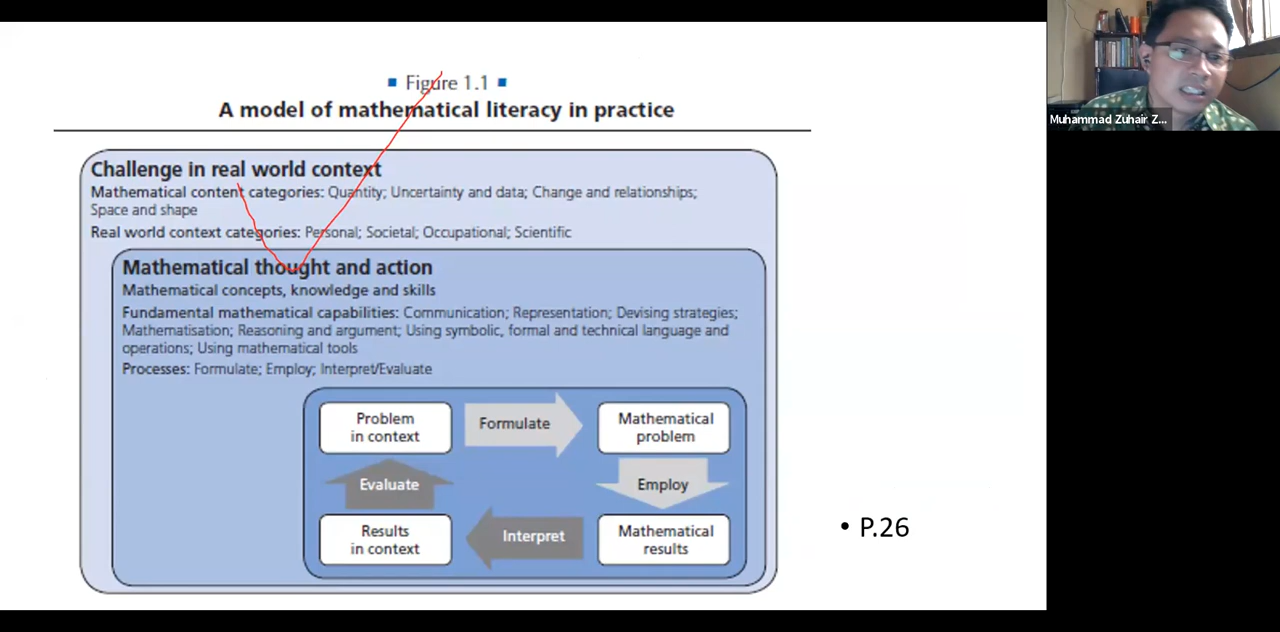 ▪ Figure 1.1 ▪
A model of mathematical literacy in practice
Challenge in real world context
Mathematical content categories: Quantity; Uncertainty and data; Change and relationships;
Space and shape
Real world context categories: Personal; Societal; Occupational; Scientific
Mathematical thought and action
Mathematical concepts, knowledge and skills
Fundamental mathematical capabilities: Communication; Representation; Devising strategies;
Mathematisation; Reasoning and argument; Using symbolic, formal and technical language and
operations; Using mathematical tools
Processes: Formulate; Employ; Interpret/Evaluate
Problem
in context
Formulate
Mathematical
problem
Evaluate
Employ
Results
in context
Interpret
Mathematical
results
• P.26
Muhammad Zuhair Z...